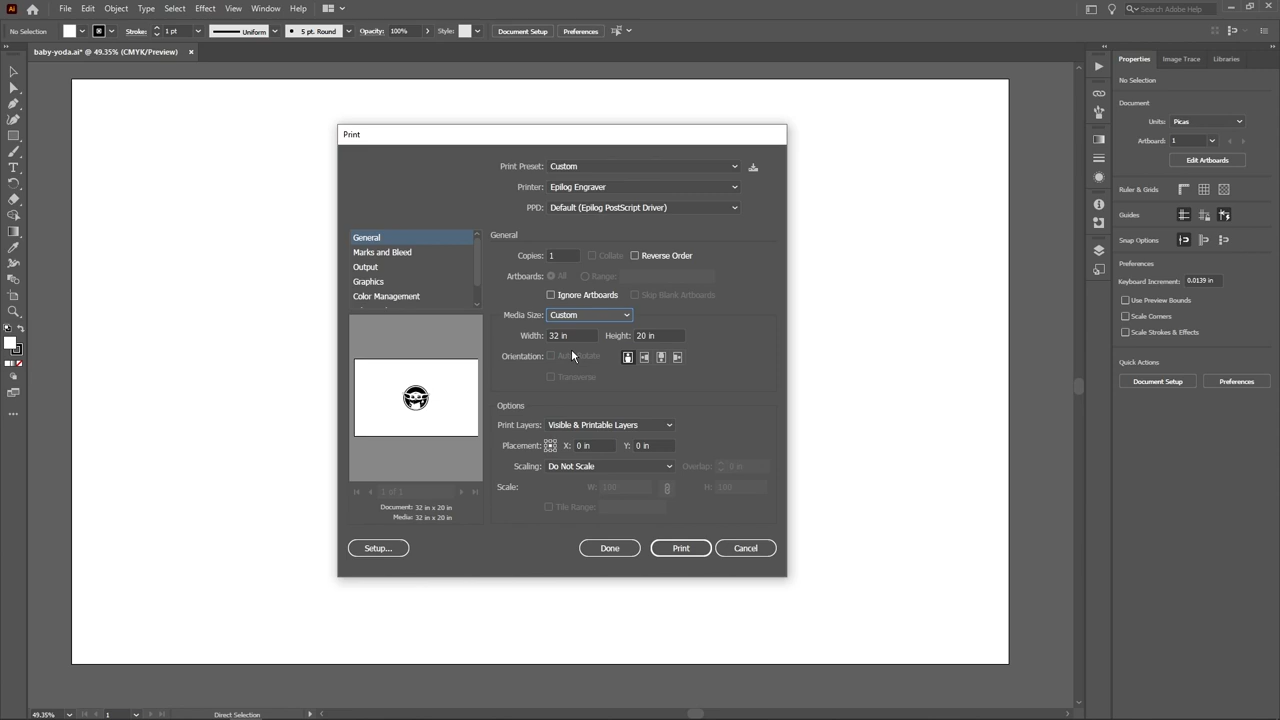 Ai File Edit Object Type Select Effect View Window Help Search Adobe Help
No Selection Stroke: 1 pt Uniform 5 pt. Round Opacity: 100% Style: Document Setup Preferences
baby-yoda.ai* @ 49.35% (CMYK/Preview) ×
Properties Image Trace Libraries
No Selection
Document
Units: Picas
Artboard: 1
Edit Artboards
Ruler & Grids
Guides
Snap Options
Preferences
Keyboard Increment: 0.0139 in
Use Preview Bounds
Scale Corners
Scale Strokes & Effects
Quick Actions
Document Setup Preferences
Print
Print Preset: Custom
Printer: Epilog Engraver
PPD: Default (Epilog PostScript Driver)
General
Marks and Bleed
Output
Graphics
Color Management
General
Copies: 1 Collate Reverse Order
Artboards: All Range:
Ignore Artboards Skip Blank Artboards
Media Size: Custom
Width: 32 in Height: 20 in
Orientation: Auto-Rotate
Transverse
Options
Print Layers: Visible & Printable Layers
Placement: X: 0 in Y: 0 in
Scaling: Do Not Scale Overlap: 0 in
Scale: W: 100 H: 100
Tile Range:
1 of 1
Document: 32 in x 20 in
Media: 32 in x 20 in
Setup... Done Print Cancel
49.35% 1 Direct Selection